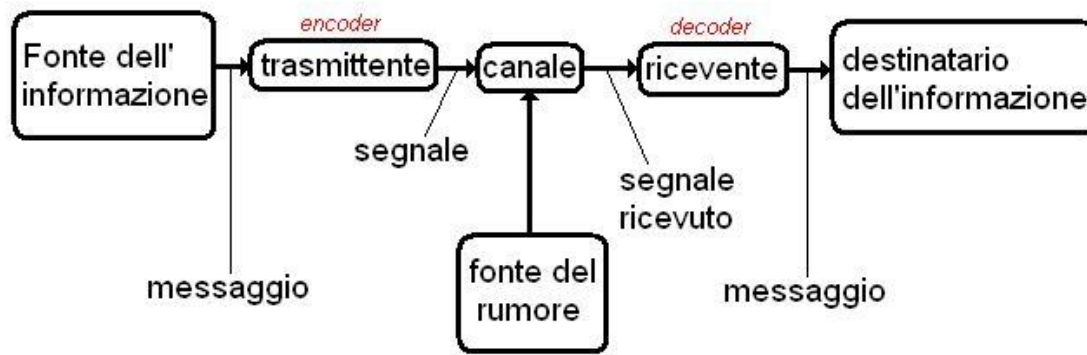 encoder
decoder
Fonte dell'
informazione
trasmittente
canale
ricevente
destinatario
dell'informazione
segnale
segnale
ricevuto
messaggio
fonte del
rumore
messaggio